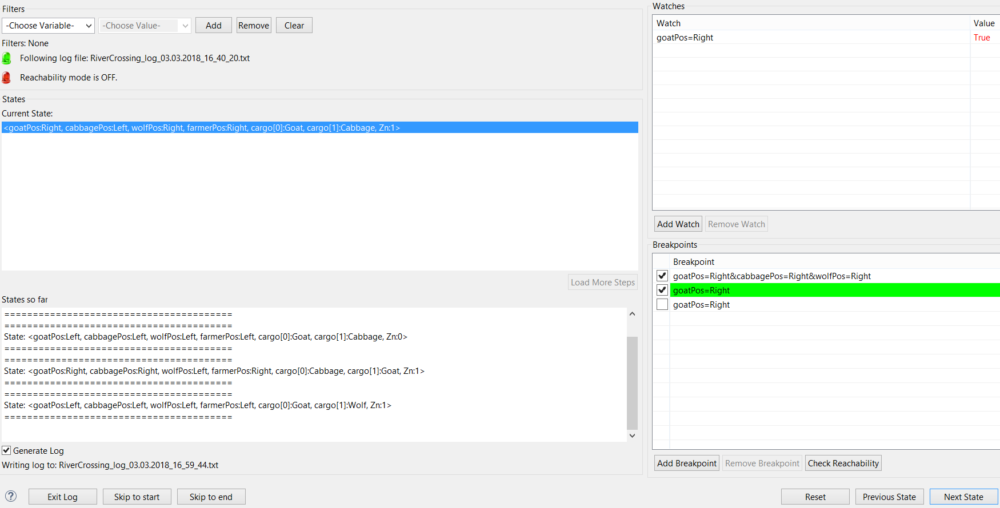 Filters
-Choose Variable- -Choose Value- Add Remove Clear
Filters: None
Following log file: RiverCrossing_log_03.03.2018_16_40_20.txt
Reachability mode is OFF.
States
Current State:
<goatPos:Right, cabbagePos:Left, wolfPos:Right, farmerPos:Right, cargo[0]:Goat, cargo[1]:Cabbage, Zn:1>
Load More Steps
States so far
========================================
========================================
State: <goatPos:Left, cabbagePos:Left, wolfPos:Left, farmerPos:Left, cargo[0]:Goat, cargo[1]:Cabbage, Zn:0>
========================================
========================================
State: <goatPos:Right, cabbagePos:Right, wolfPos:Left, farmerPos:Right, cargo[0]:Cabbage, cargo[1]:Goat, Zn:1>
========================================
========================================
State: <goatPos:Left, cabbagePos:Left, wolfPos:Left, farmerPos:Left, cargo[0]:Goat, cargo[1]:Wolf, Zn:1>
========================================
Generate Log
Writing log to: RiverCrossing_log_03.03.2018_16_59_44.txt
? Exit Log Skip to start Skip to end
Watches
Watch Value
goatPos=Right True
Add Watch Remove Watch
Breakpoints
Breakpoint
goatPos=Right&cabbagePos=Right&wolfPos=Right
goatPos=Right
goatPos=Right
Add Breakpoint Remove Breakpoint Check Reachability
Reset Previous State Next State